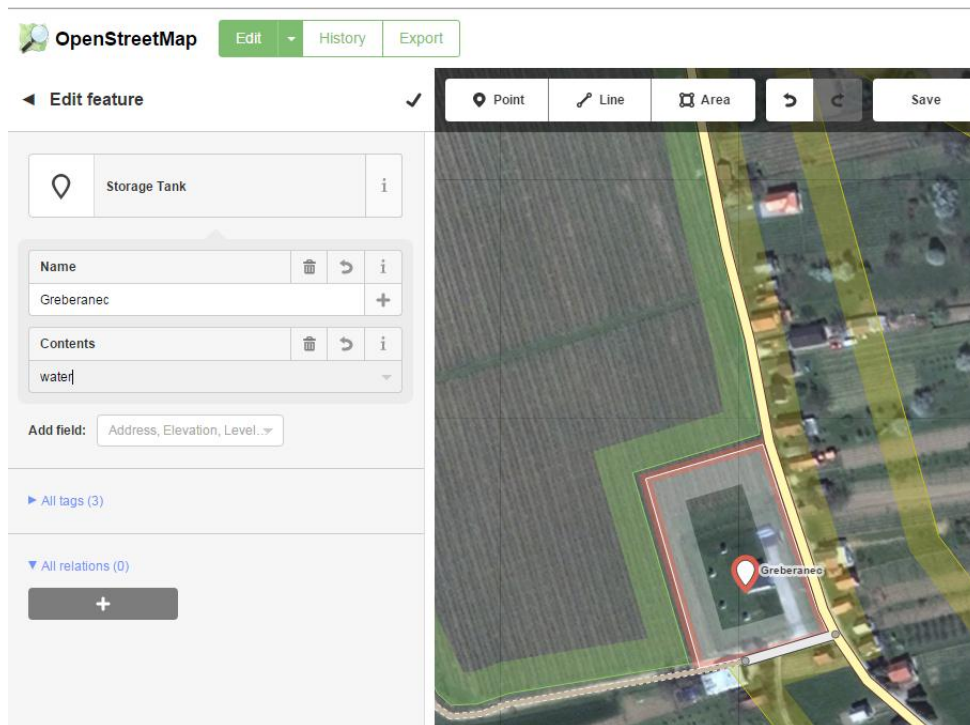 OpenStreetMap
Edit
History
Export
Edit feature
Point
Line
Area
Save
Storage Tank
i
Name
i
Greberanec
+
Contents
i
water
Add field:
Address, Elevation, Level..
All tags (3)
All relations (0)
+
Greberanec